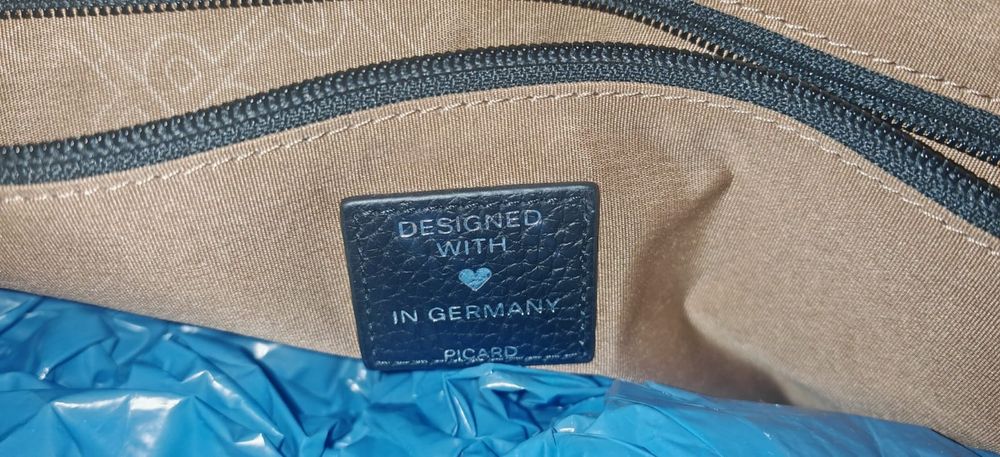 DESIGNED
WITH
IN GERMANY
PICARD